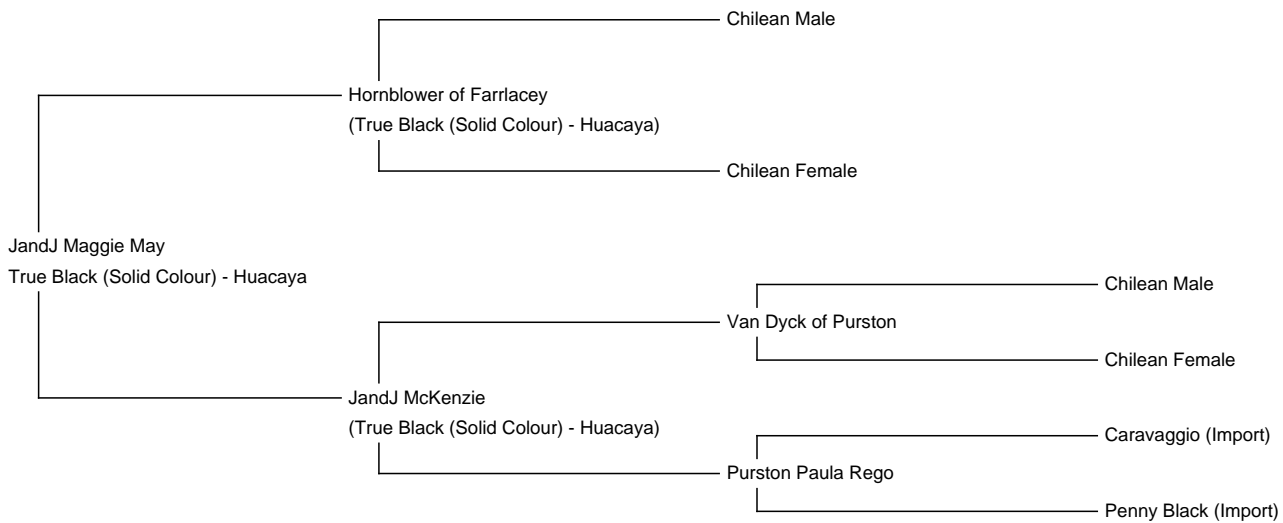 Chilean Male
Hornblower of Farrlacey
(True Black (Solid Colour) - Huacaya)
Chilean Female
JandJ Maggie May
True Black (Solid Colour) - Huacaya
Chilean Male
Van Dyck of Purston
Chilean Female
JandJ McKenzie
(True Black (Solid Colour) - Huacaya)
Caravaggio (Import)
Purston Paula Rego
Penny Black (Import)